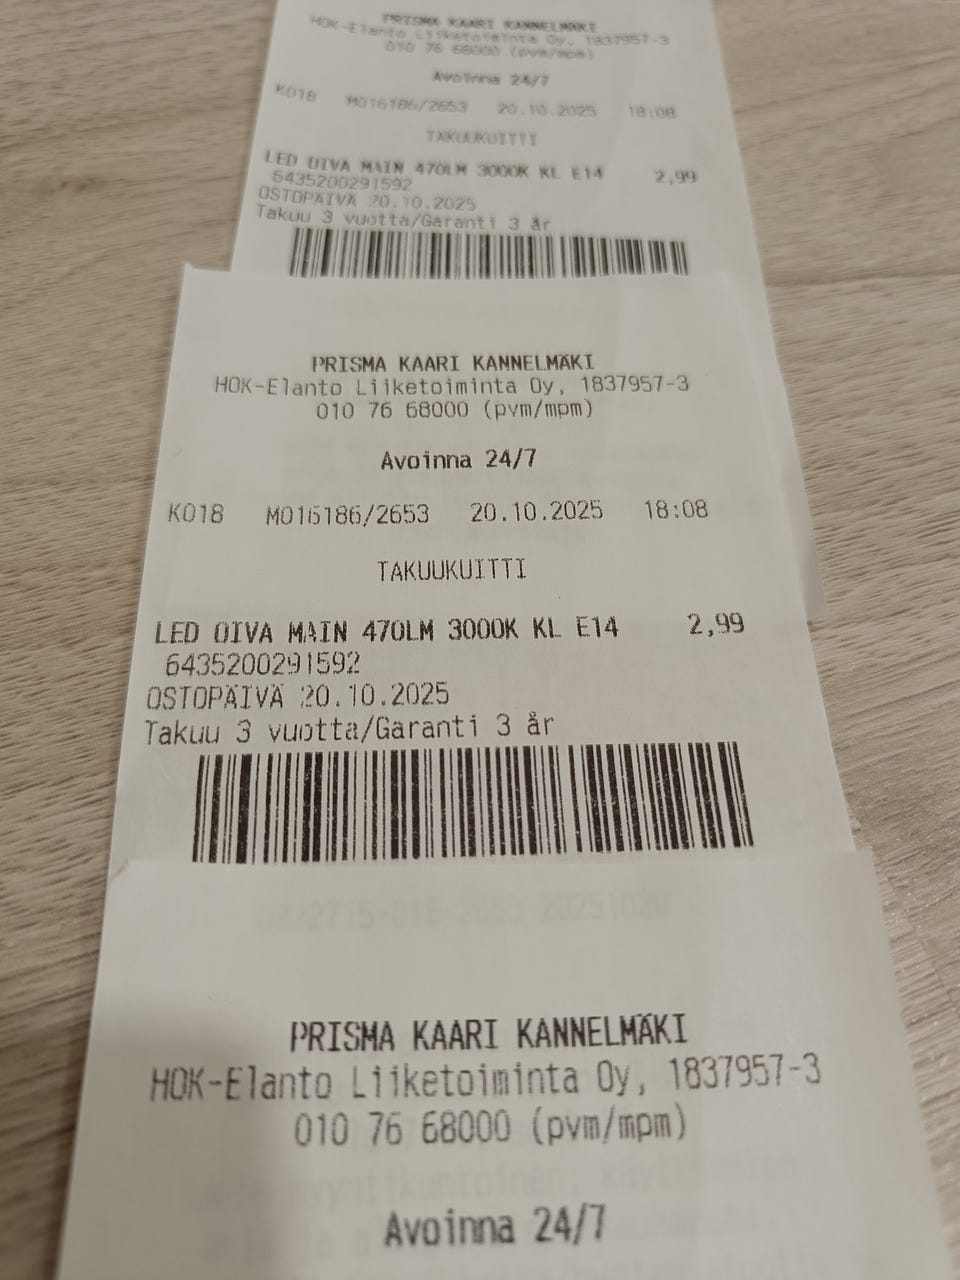 PRISMA KAARI KANNELMÄKI
HOK-Elanto Liiketoiminta Oy, 1837957-3
010 76 68000 (pvm/mpm)
Avoinna 24/7
K018 M016186/2653 20.10.2025 18:08
TAKUUKUITTI
LED OIVA MAIN 470LM 3000K KL E14 2,99
6435200291592
OSTOPÄIVÄ 20.10.2025
Takuu 3 vuotta/Garanti 3 år
PRISMA KAARI KANNELMÄKI
HOK-Elanto Liiketoiminta Oy, 1837957-3
010 76 68000 (pvm/mpm)
Avoinna 24/7
K018 M016186/2653 20.10.2025 18:08
TAKUUKUITTI
LED OIVA MAIN 470LM 3000K KL E14 2,99
6435200291592
OSTOPÄIVÄ 20.10.2025
Takuu 3 vuotta/Garanti 3 år
PRISMA KAARI KANNELMÄKI
HOK-Elanto Liiketoiminta Oy, 1837957-3
010 76 68000 (pvm/mpm)
Avoinna 24/7